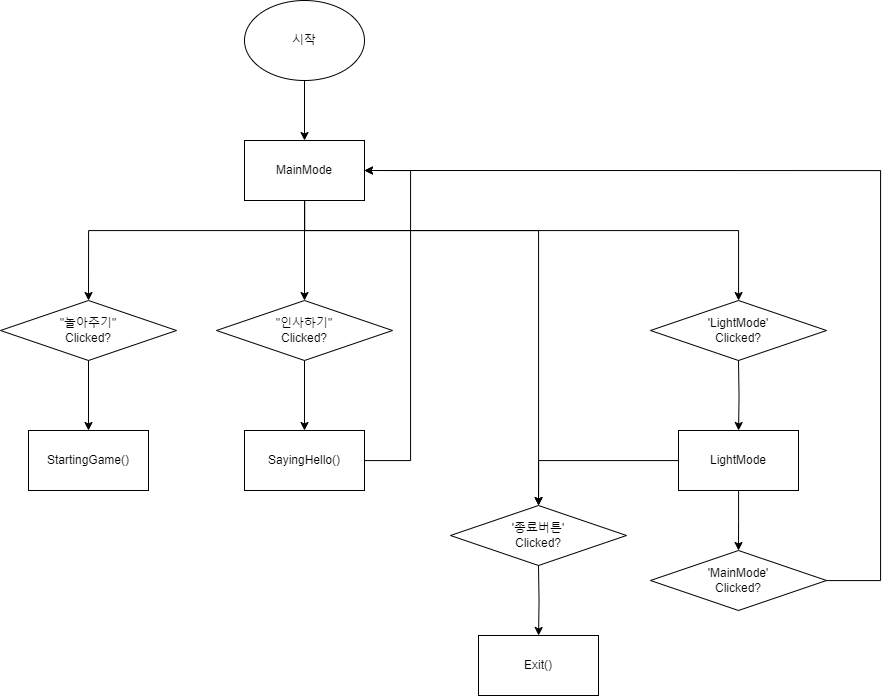 시작
MainMode
"놀아주기"
Clicked?
"인사하기"
Clicked?
'LightMode'
Clicked?
StartingGame()
SayingHello()
LightMode
'종료버튼'
Clicked?
'MainMode'
Clicked?
Exit()